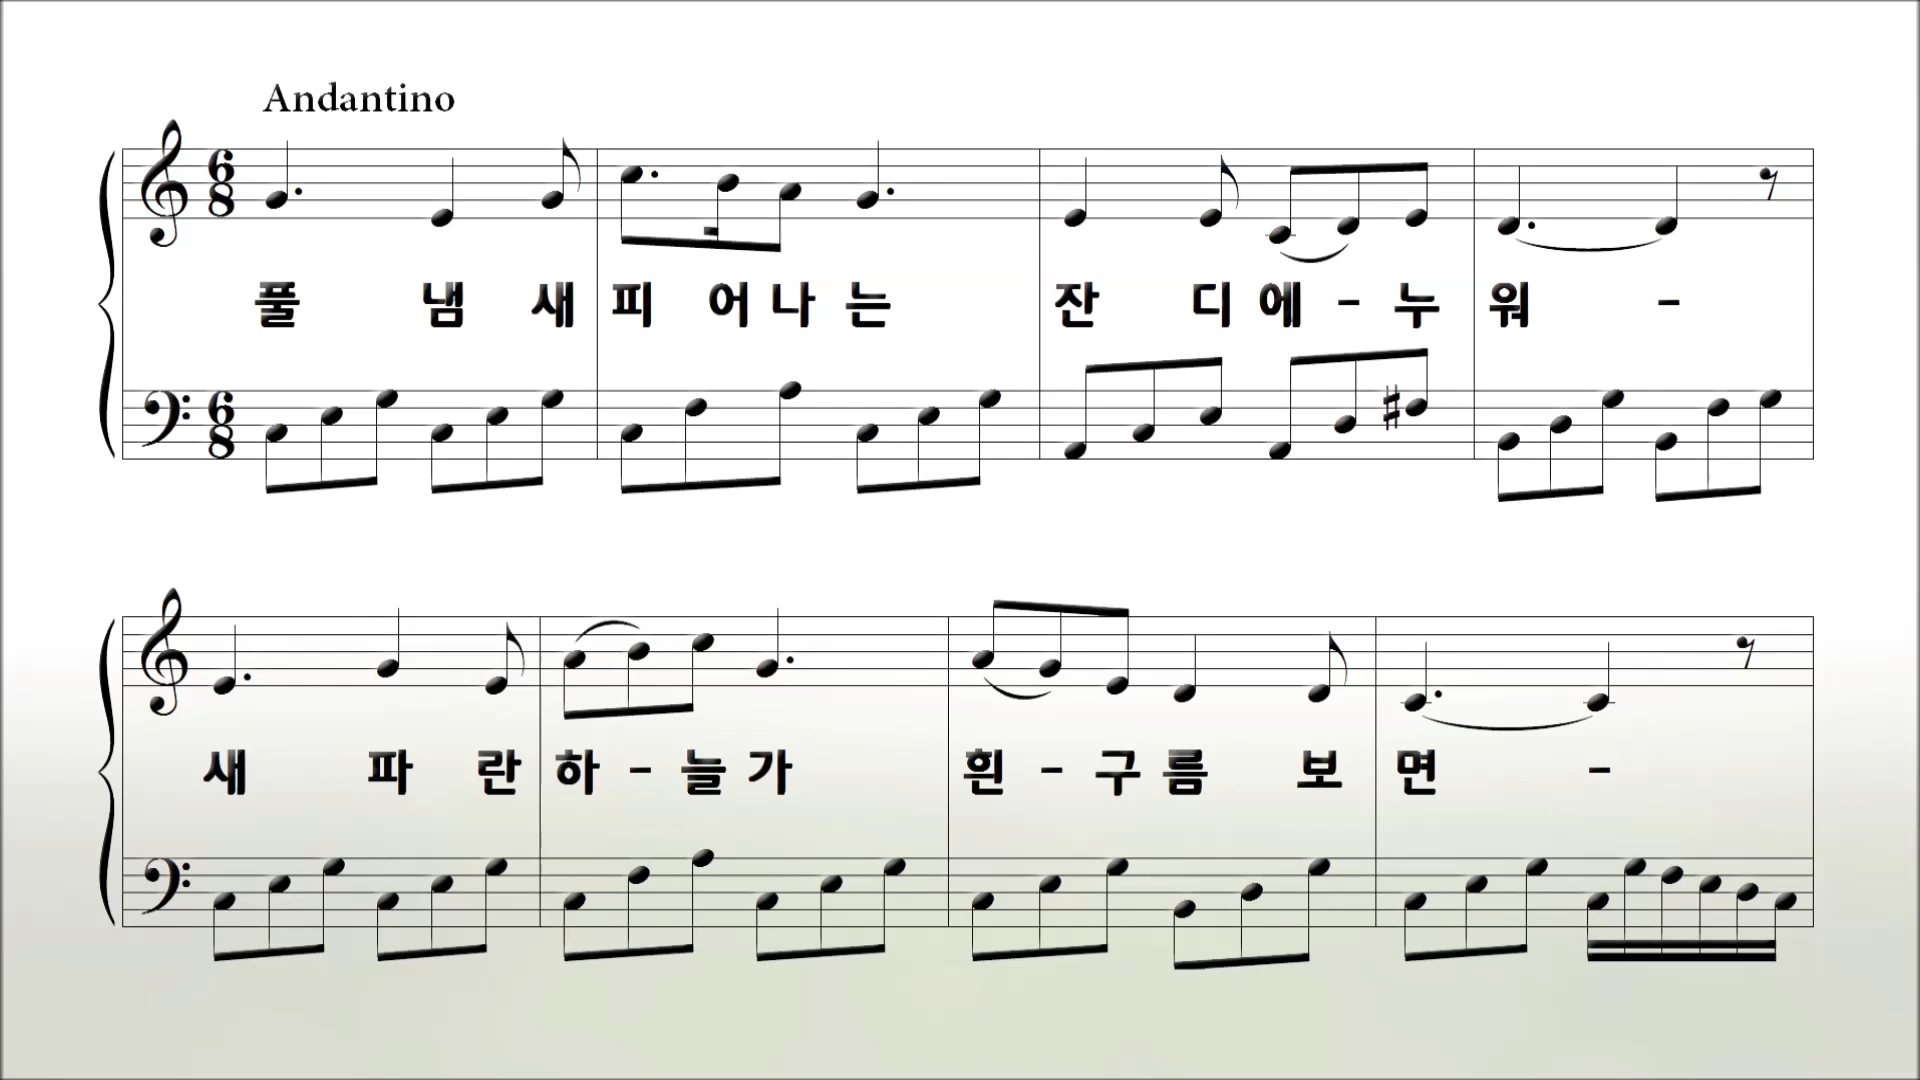 Andantino
풀 냄 새 피 어 나 는 잔 디 에 - 누 워 -
새 파 란 하 - 늘 가 흰 - 구 름 보 면 -